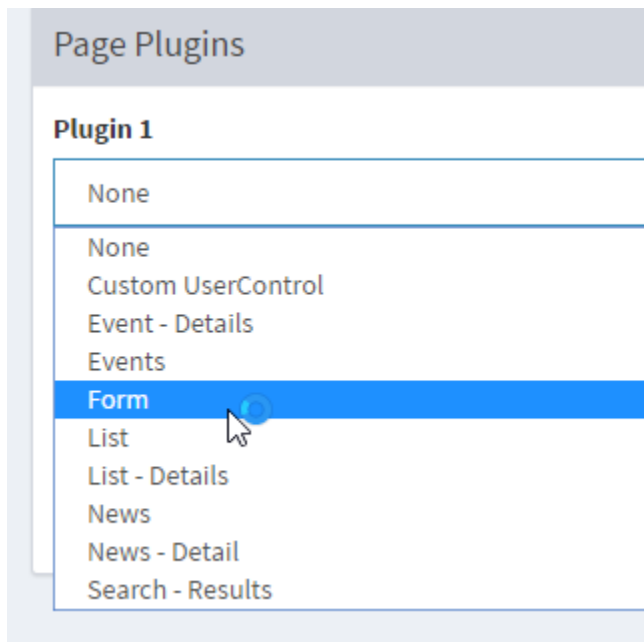 Page Plugins
Plugin 1
None
None
Custom UserControl
Event - Details
Events
Form
List
List - Details
News
News - Detail
Search - Results